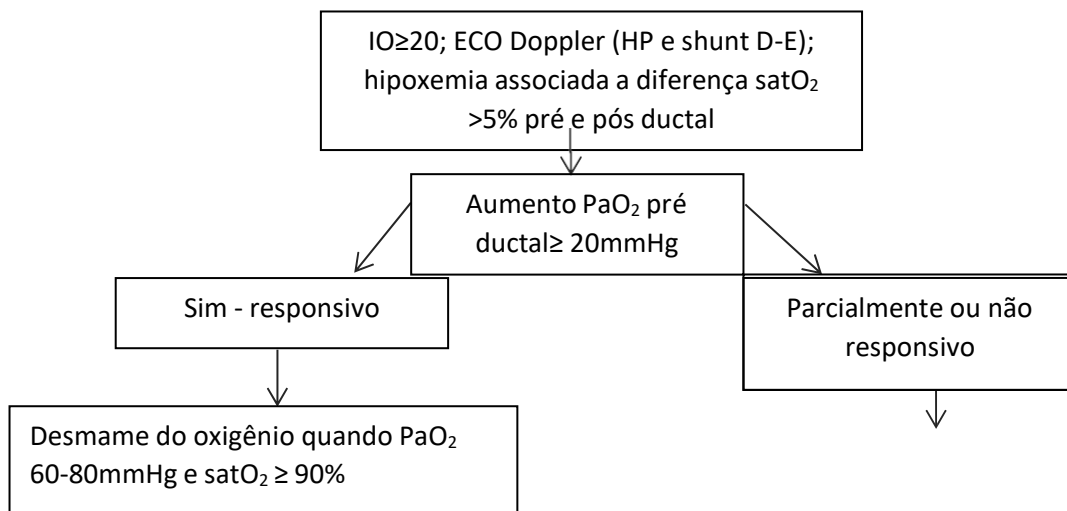 IO≥20; ECO Doppler (HP e shunt D-E);
hipoxemia associada a diferença satO₂
>5% pré e pós ductal
Aumento PaO₂ pré
ductal≥ 20mmHg
Sim - responsivo
Parcialmente ou não
responsivo
Desmame do oxigênio quando PaO₂
60-80mmHg e satO₂ ≥ 90%